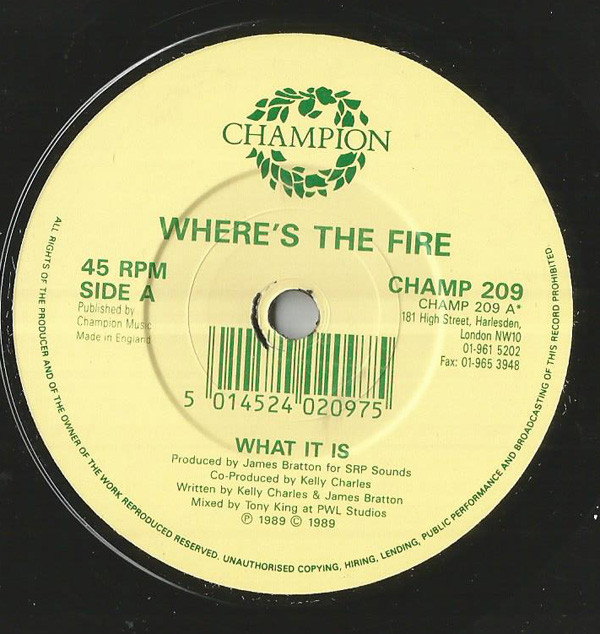 CHAMPION
WHERE'S THE FIRE
45 RPM
SIDE A
Published by
Champion Music
Made in England
CHAMP 209
CHAMP 209 A*
181 High Street, Harlesden,
London NW10
01-961 5202
Fax: 01-965 3948
5 014524 020975
WHAT IT IS
Produced by James Bratton for SRP Sounds
Co-Produced by Kelly Charles
Written by Kelly Charles & James Bratton
Mixed by Tony King at PWL Studios
℗ 1989 © 1989
ALL RIGHTS OF THE PRODUCER AND OF THE OWNER OF THE WORK REPRODUCED RESERVED. UNAUTHORISED COPYING, HIRING, LENDING, PUBLIC PERFORMANCE AND BROADCASTING OF THIS RECORD PROHIBITED.